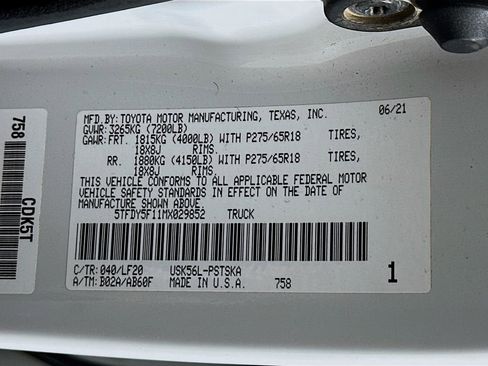 MFD.BY: TOYOTA MOTOR MANUFACTURING, TEXAS, INC. 06/21
GVWR: 3265KG (7200LB)
GAWR: FRT. 1815KG (4000LB) WITH P275/65R18 TIRES,
18X8J RIMS.
RR. 1880KG (4150LB) WITH P275/65R18 TIRES,
18X8J RIMS.
THIS VEHICLE CONFORMS TO ALL APPLICABLE FEDERAL MOTOR
VEHICLE SAFETY STANDARDS IN EFFECT ON THE DATE OF
MANUFACTURE SHOWN ABOVE.
5TFDY5F11MX029852 TRUCK
C/TR: 040/LF20 USK56L-PSTSKA
A/TM: B02A/AB60F MADE IN U.S.A. 758
1
758
CDK5T